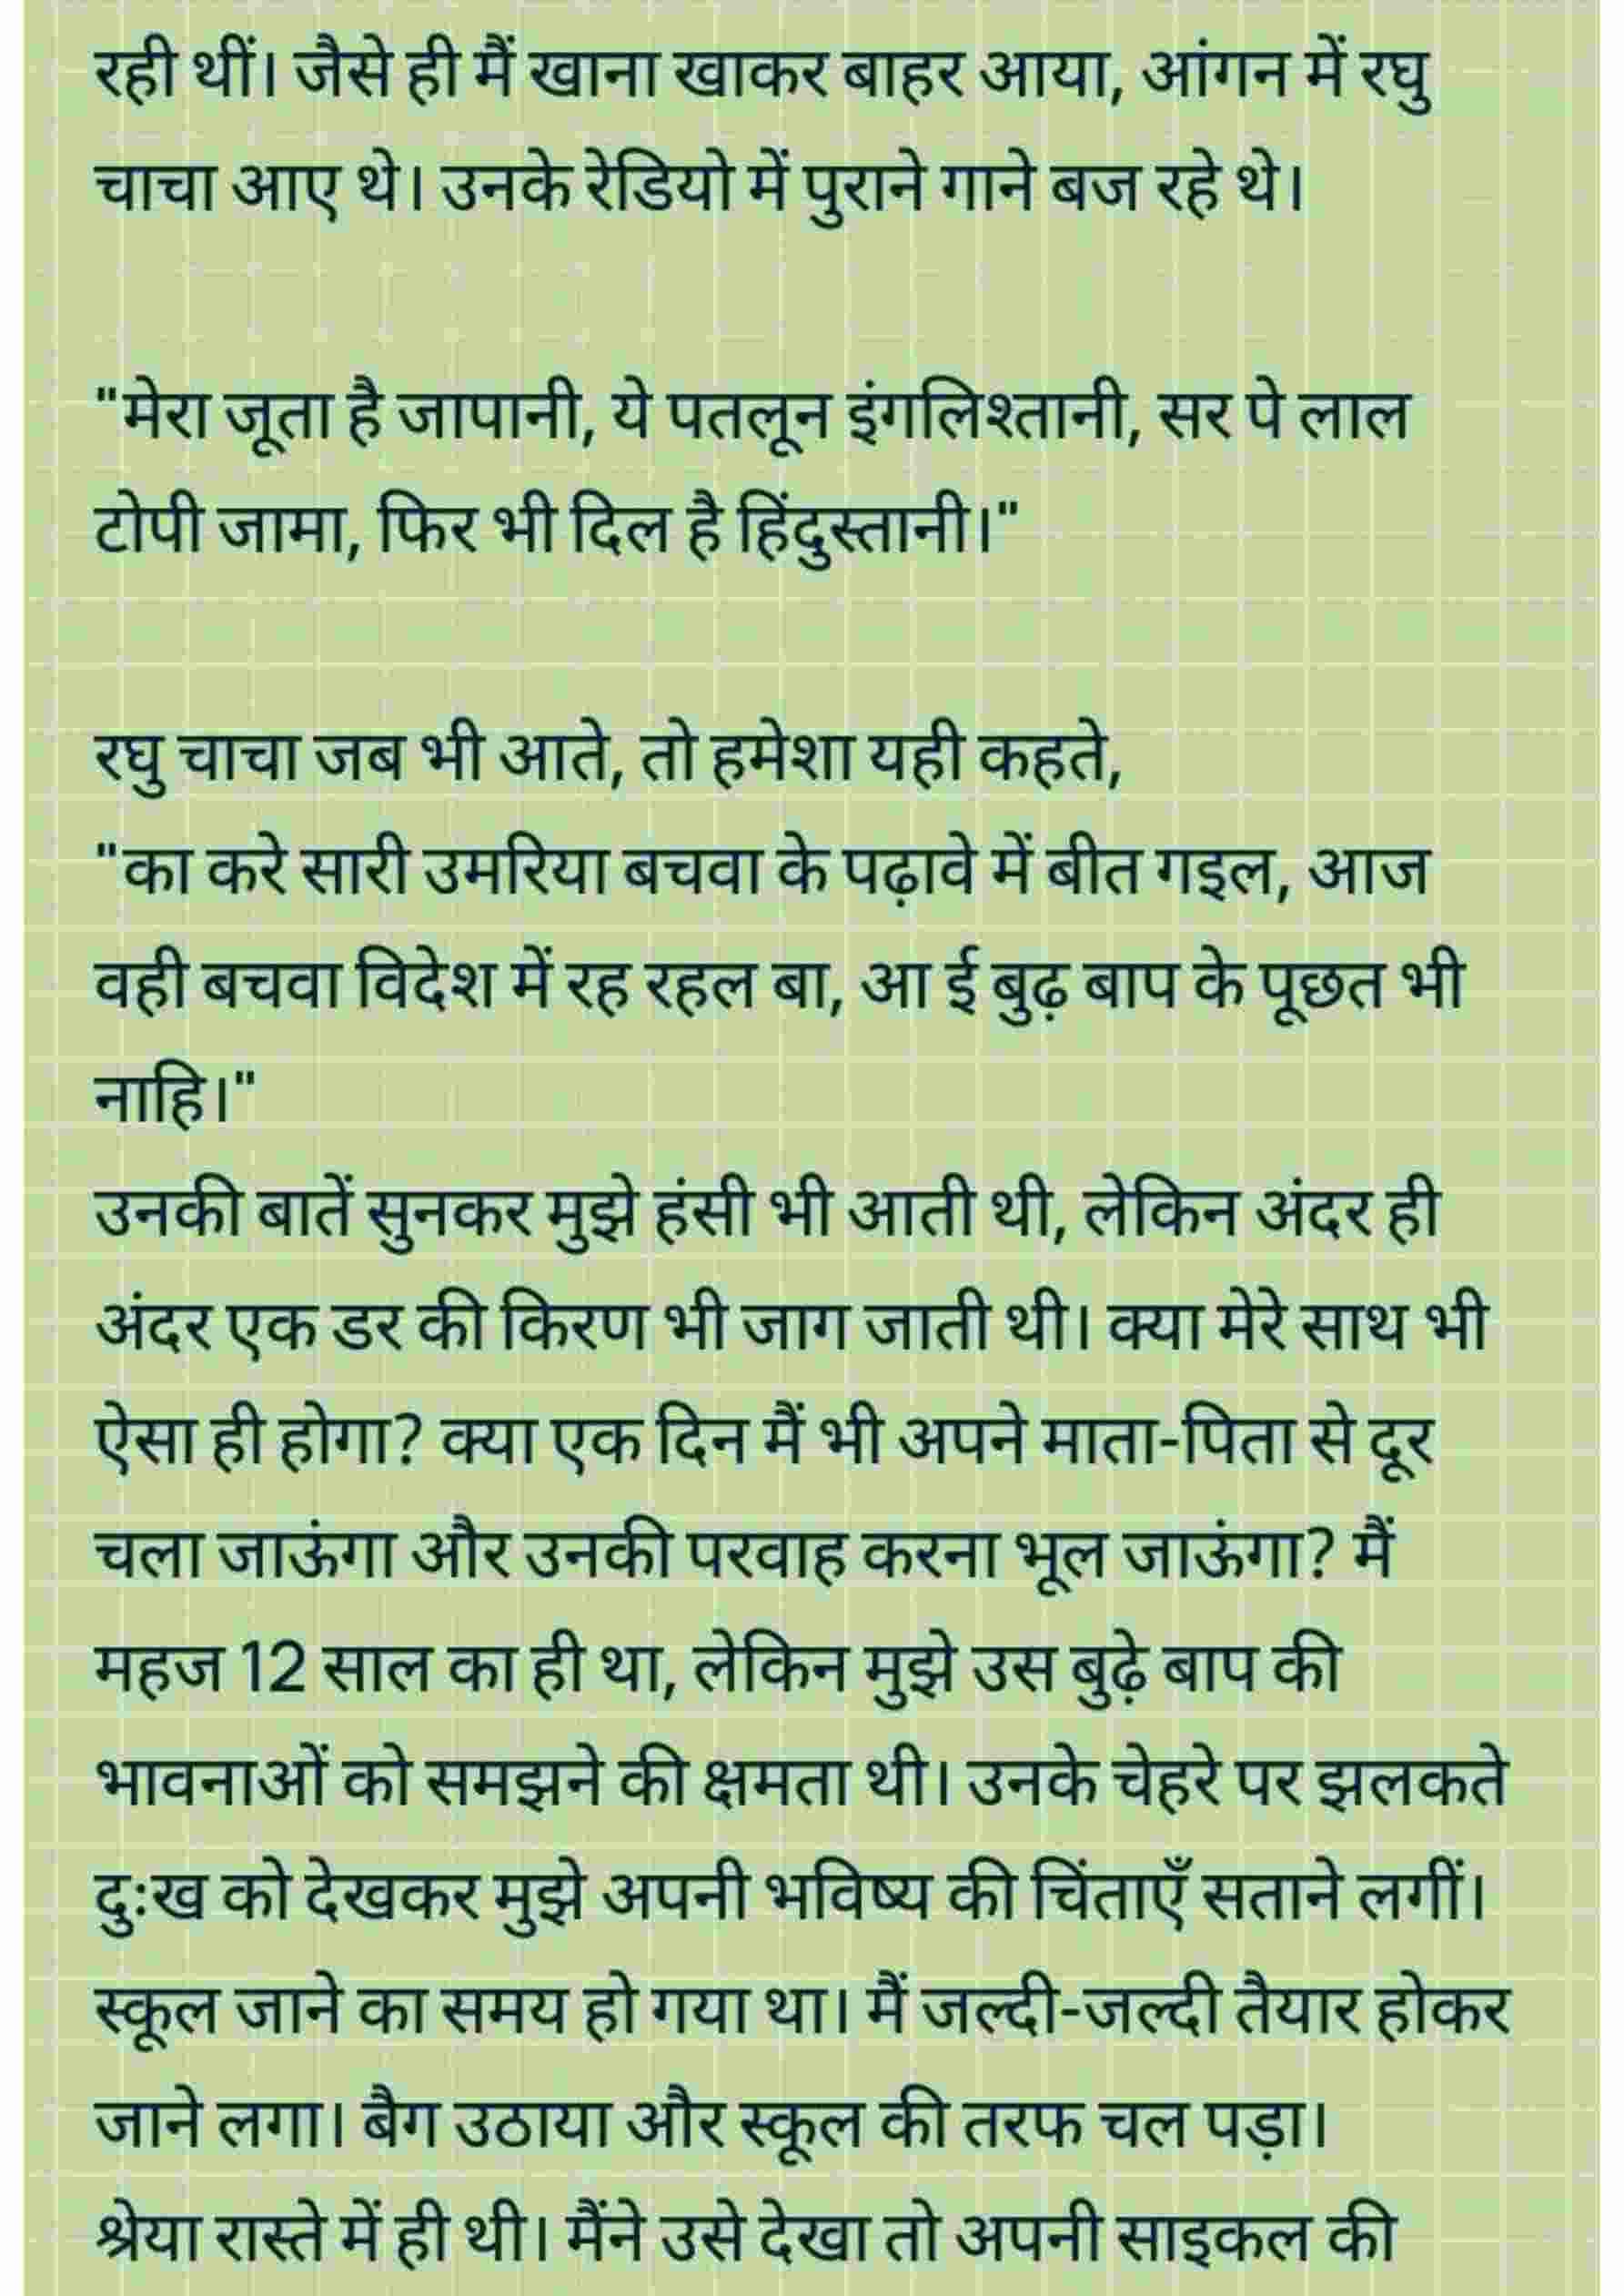 रही थीं। जैसे ही मैं खाना खाकर बाहर आया, आंगन में रघु
चाचा आए थे। उनके रेडियो में पुराने गाने बज रहे थे।
"मेरा जूता है जापानी, ये पतलून इंगलिश्तानी, सर पे लाल
टोपी जामा, फिर भी दिल है हिंदुस्तानी।"
रघु चाचा जब भी आते, तो हमेशा यही कहते,
"का करे सारी उमरिया बचवा के पढ़ावे में बीत गइल, आज
वही बचवा विदेश में रह रहल बा, आ ई बुढ़ बाप के पूछत भी
नाहि।"
उनकी बातें सुनकर मुझे हंसी भी आती थी, लेकिन अंदर ही
अंदर एक डर की किरण भी जाग जाती थी। क्या मेरे साथ भी
ऐसा ही होगा? क्या एक दिन मैं भी अपने माता-पिता से दूर
चला जाऊंगा और उनकी परवाह करना भूल जाऊंगा? मैं
महज 12 साल का ही था, लेकिन मुझे उस बुढ़े बाप की
भावनाओं को समझने की क्षमता थी। उनके चेहरे पर झलकते
दुःख को देखकर मुझे अपनी भविष्य की चिंताएँ सताने लगीं।
स्कूल जाने का समय हो गया था। मैं जल्दी-जल्दी तैयार होकर
जाने लगा। बैग उठाया और स्कूल की तरफ चल पड़ा।
श्रेया रास्ते में ही थी। मैंने उसे देखा तो अपनी साइकल की